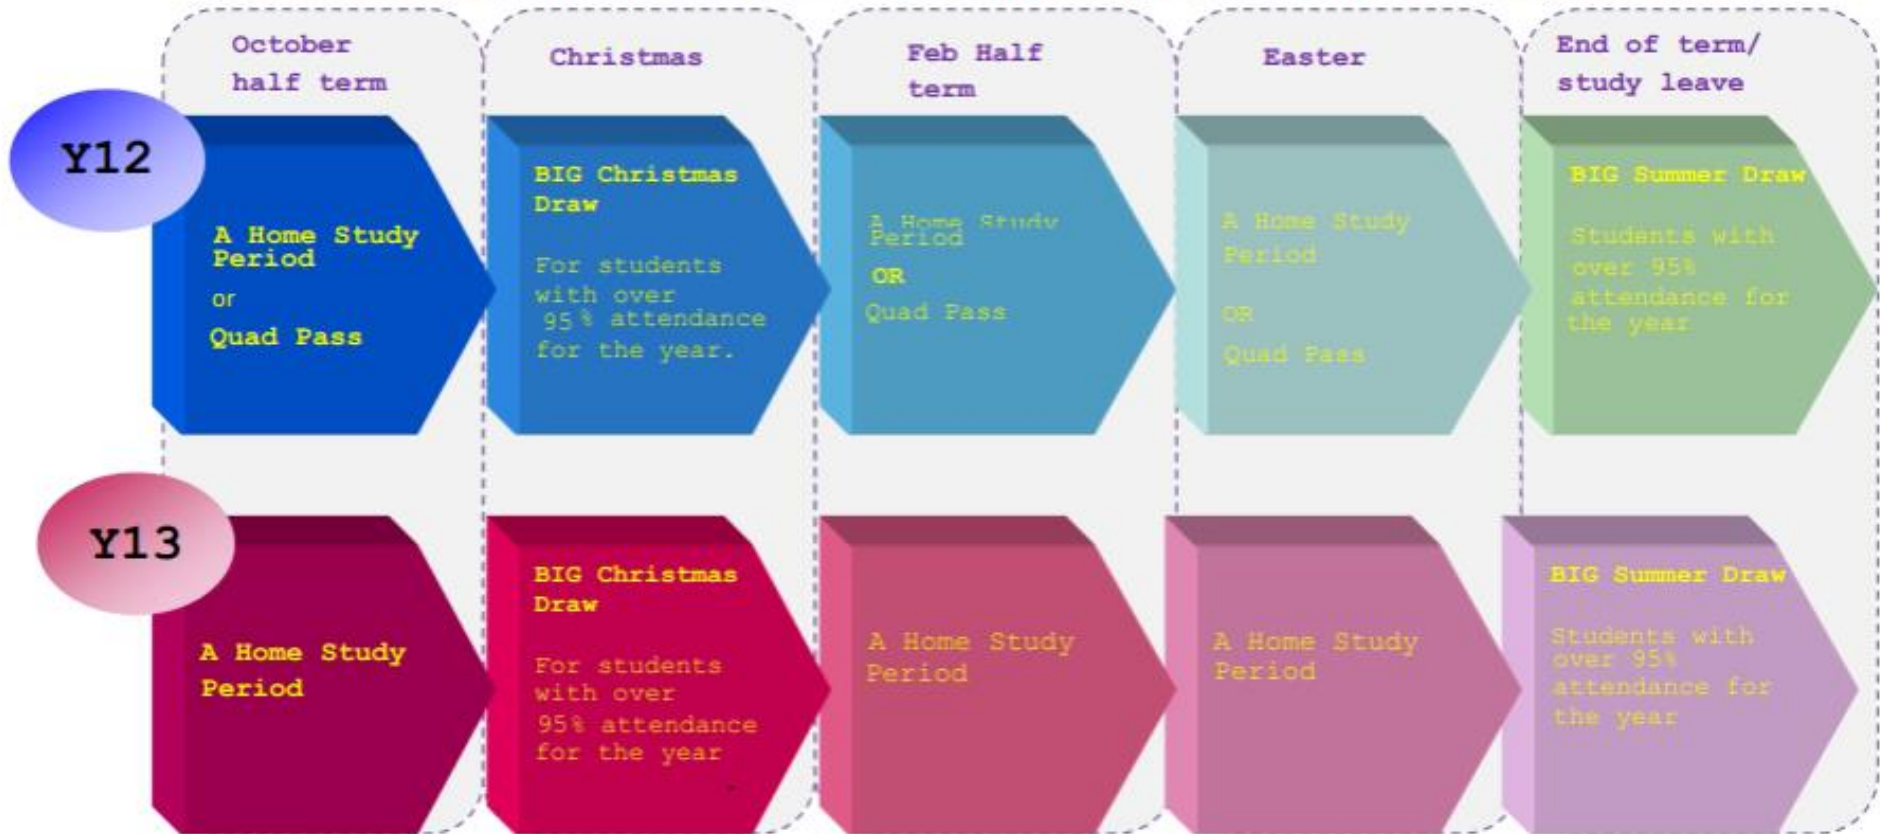 October
half term
Christmas
Feb Half
term
Easter
End of term/
study leave
Y12
A Home Study
Period
or
Quad Pass
BIG Christmas
Draw
For students
with over
95% attendance
for the year.
A Home Study
Period
OR
Quad Pass
A Home Study
Period
OR
Quad Pass
BIG Summer Draw
Students with
over 95%
attendance for
the year
Y13
A Home Study
Period
BIG Christmas
Draw
For students
with over
95% attendance
for the year
A Home Study
Period
A Home Study
Period
BIG Summer Draw
Students with
over 95%
attendance for
the year